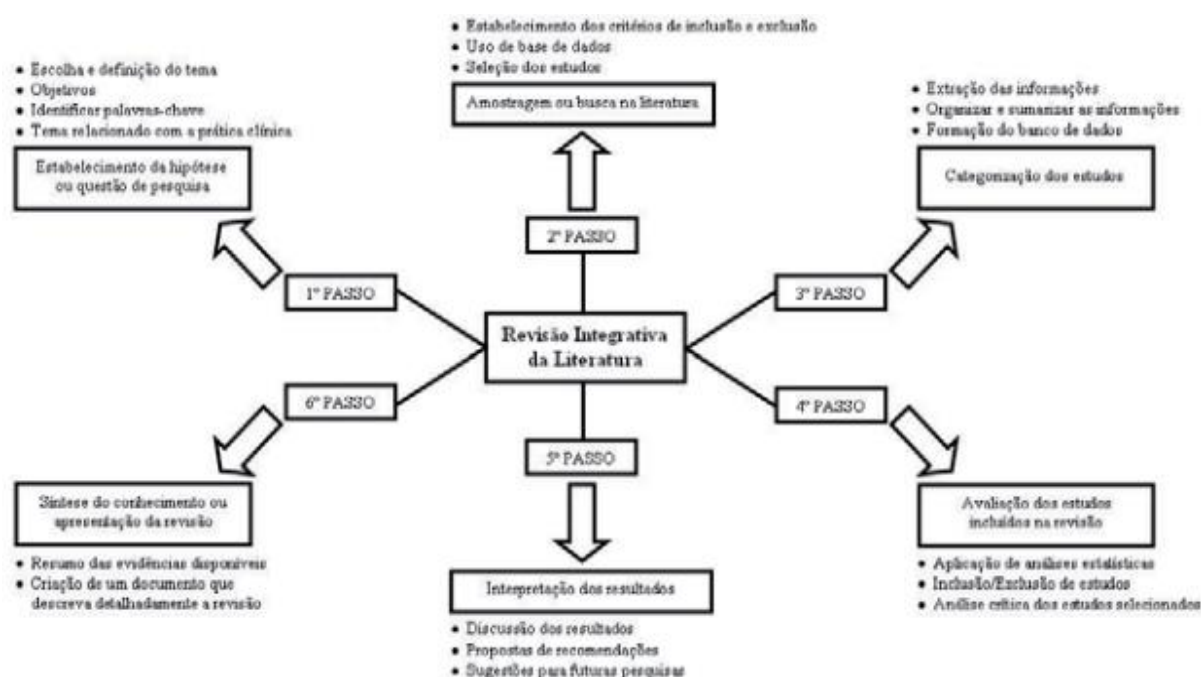 • Escolha e definição do tema
• Objetivos
• Identificar palavras-chave
• Tema relacionado com a prática clínica
Estabelecimento da hipótese
ou questão de pesquisa
1º PASSO
• Estabelecimento dos critérios de inclusão e exclusão
• Uso de base de dados
• Seleção dos estudos
Amostragem ou busca na literatura
2º PASSO
• Extração das informações
• Organizar e sumarizar as informações
• Formação do banco de dados
Categorização dos estudos
3º PASSO
Revisão Integrativa
da Literatura
4º PASSO
Avaliação dos estudos
incluídos na revisão
• Aplicação de análises estatísticas
• Inclusão/Exclusão de estudos
• Análise crítica dos estudos selecionados
5º PASSO
Interpretação dos resultados
• Discussão dos resultados
• Propostas de recomendações
• Sugestões para futuras pesquisas
6º PASSO
Síntese do conhecimento ou
apresentação da revisão
• Resumo das evidências disponíveis
• Criação de um documento que
descreva detalhadamente a revisão